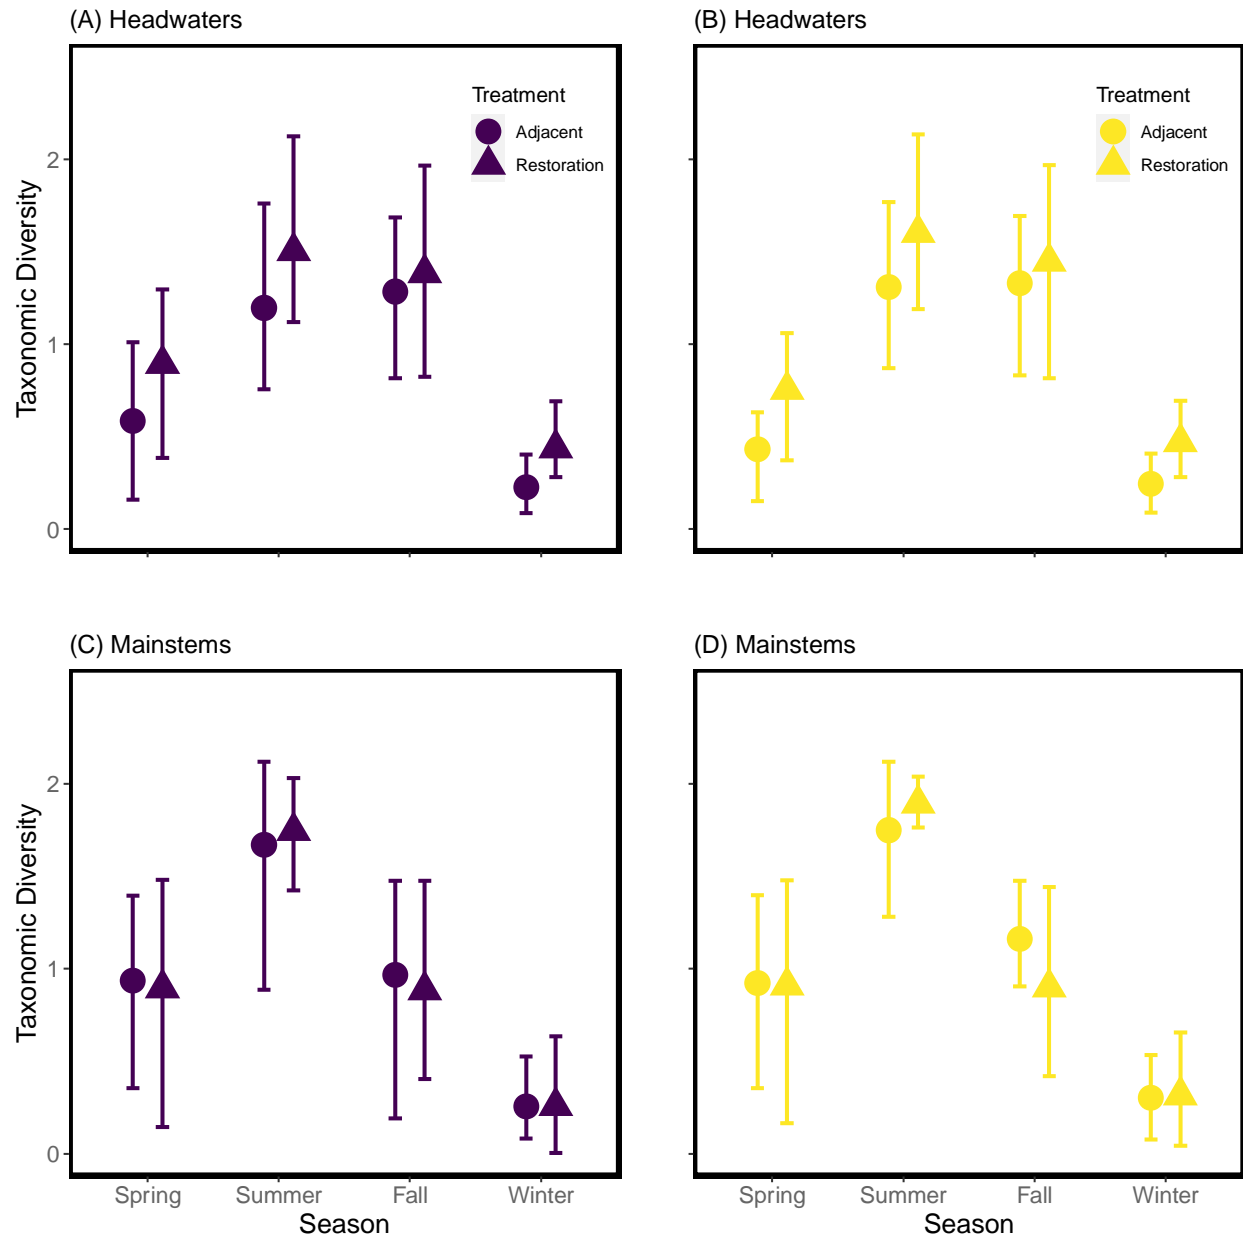 (A) Headwaters
Treatment
Adjacent
Restoration
2
1
0
Taxonomic Diversity
(B) Headwaters
Treatment
Adjacent
Restoration
(C) Mainstems
2
1
0
Taxonomic Diversity
Spring Summer Fall Winter
Season
(D) Mainstems
Spring Summer Fall Winter
Season